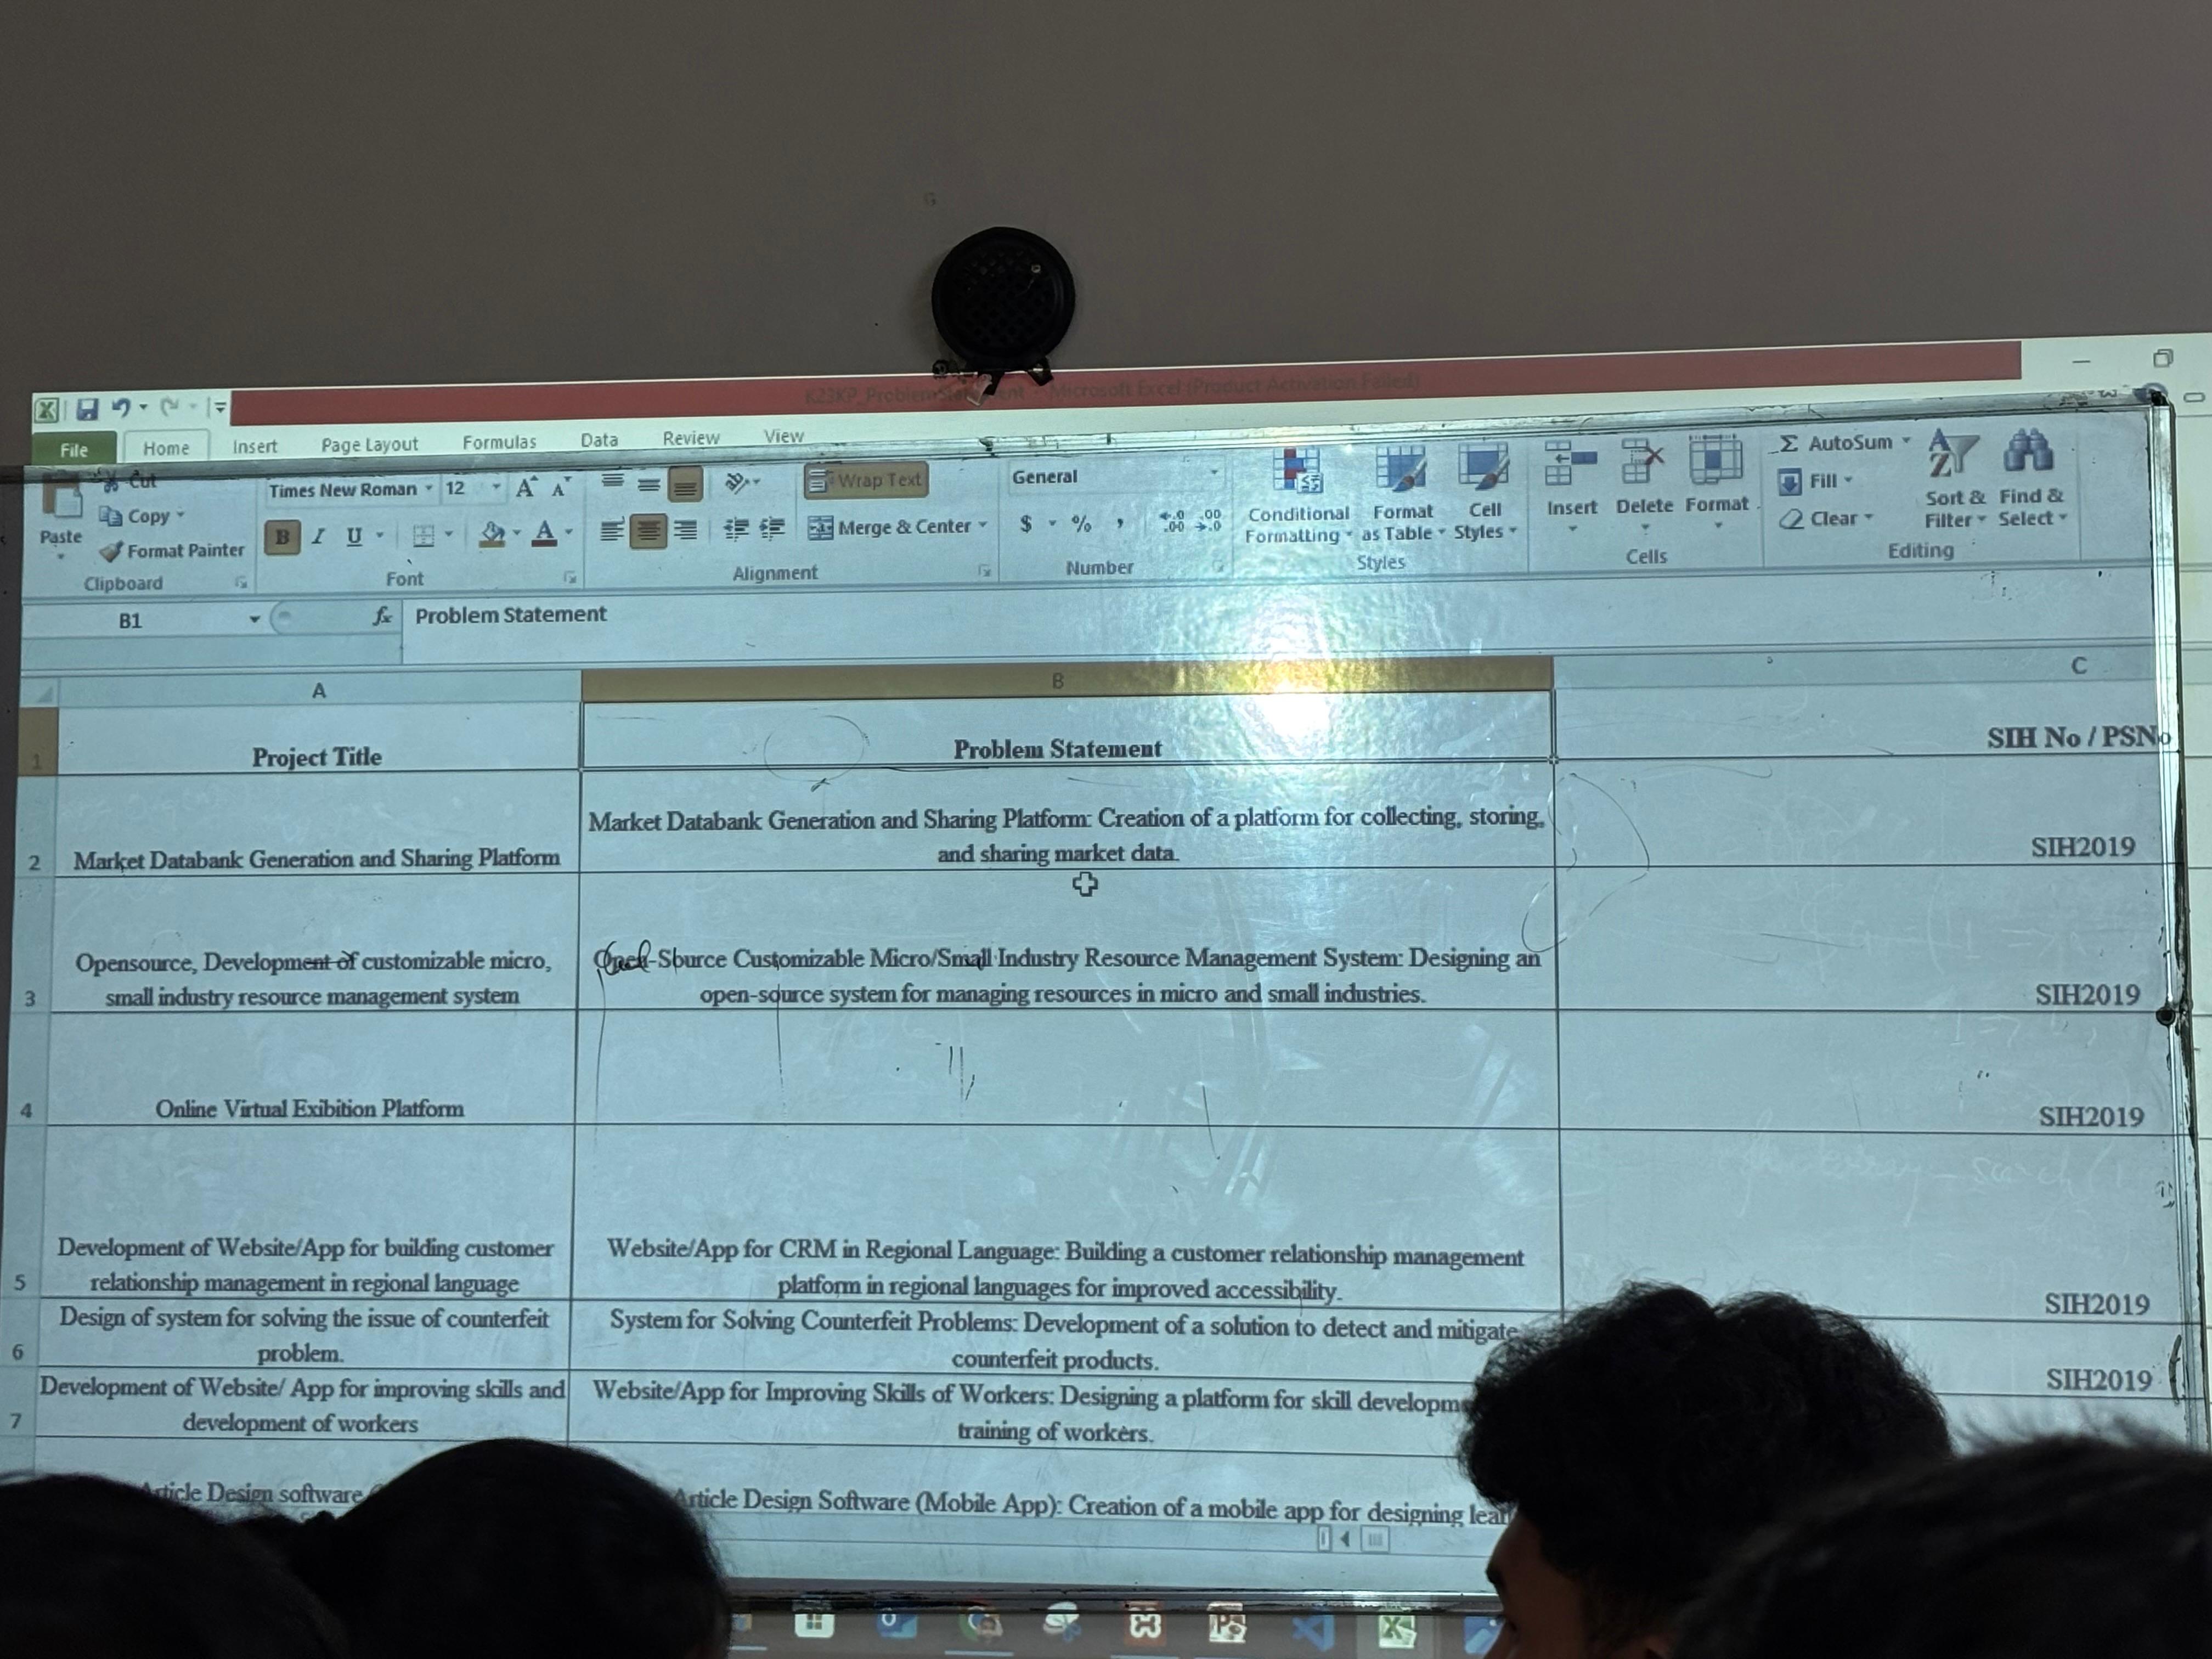 K23KP_ProblemStatement - Microsoft Excel (Product Activation Failed)
File Home Insert Page Layout Formulas Data Review View
Cut
Copy
Format Painter
Paste
Clipboard
Times New Roman 12 A A
B I U A
Font
Wrap Text
Merge & Center
Alignment
General
$ % , .0 .00 .00 .0
Number
Conditional Formatting
Format as Table
Cell Styles
Styles
Insert Delete Format
Cells
Σ AutoSum
Fill
Clear
Sort & Filter
Find & Select
Editing
B1 fx Problem Statement
A B C
1 Project Title Problem Statement SIH No / PSNo
2 Market Databank Generation and Sharing Platform
Market Databank Generation and Sharing Platform: Creation of a platform for collecting, storing,
and sharing market data.
SIH2019
3 Opensource, Development of customizable micro,
small industry resource management system
Open-Source Customizable Micro/Small Industry Resource Management System: Designing an
open-source system for managing resources in micro and small industries.
SIH2019
4 Online Virtual Exibition Platform
SIH2019
5 Development of Website/App for building customer
relationship management in regional language
Website/App for CRM in Regional Language: Building a customer relationship management
platform in regional languages for improved accessibility.
SIH2019
6 Design of system for solving the issue of counterfeit
problem.
System for Solving Counterfeit Problems: Development of a solution to detect and mitigate
counterfeit products.
SIH2019
7 Development of Website/ App for improving skills and
development of workers
Website/App for Improving Skills of Workers: Designing a platform for skill developm
training of workers.
Article Design software
Article Design Software (Mobile App): Creation of a mobile app for designing